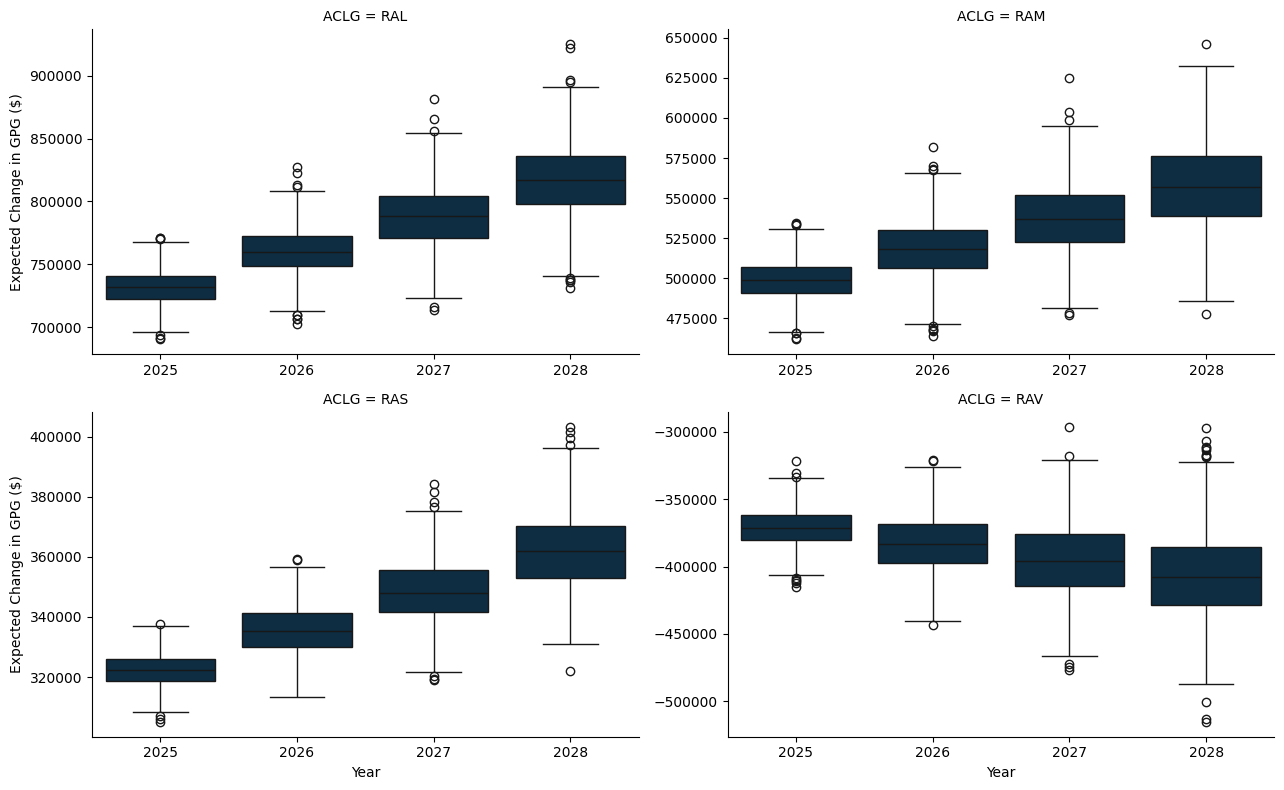 ACLG = RAL
Expected Change in GPG ($)
900000
850000
800000
750000
700000
2025 2026 2027 2028
ACLG = RAM
650000
625000
600000
575000
550000
525000
500000
475000
2025 2026 2027 2028
ACLG = RAS
Expected Change in GPG ($)
400000
380000
360000
340000
320000
2025 2026 2027 2028
Year
ACLG = RAV
−300000
−350000
−400000
−450000
−500000
2025 2026 2027 2028
Year